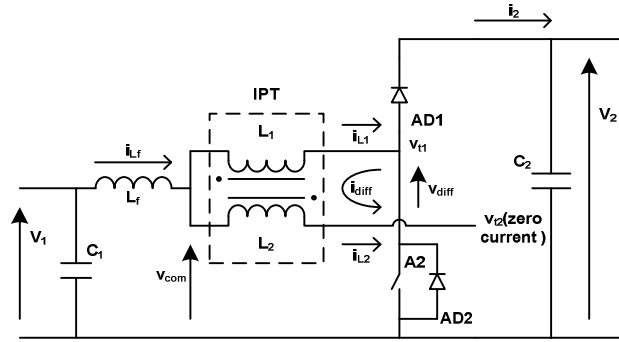 i2
IPT
V2
AD1
L1
iL1
vt1
iLf
C2
idiff
vdiff
Lf
vt2(zero
current )
V1
C1
L2
iL2
A2
vcom
AD2